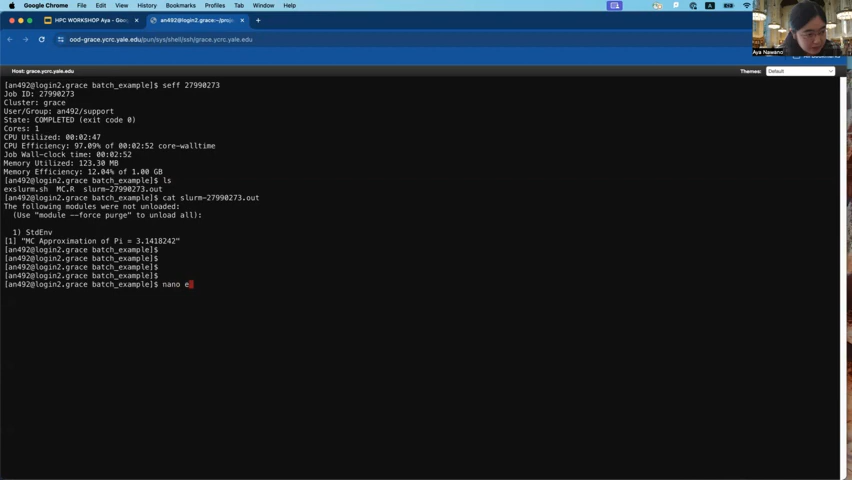 Google Chrome File Edit View History Bookmarks Profiles Tab Window Help
HPC WORKSHOP Aya - Goog
an492@login2.grace:~/proje
ood-grace.ycrc.yale.edu/pun/sys/shell/ssh/grace.ycrc.yale.edu
Aya Nawano
Host: grace.ycrc.yale.edu
Themes: Default
[an492@login2.grace batch_example]$ seff 27990273
Job ID: 27990273
Cluster: grace
User/Group: an492/support
State: COMPLETED (exit code 0)
Cores: 1
CPU Utilized: 00:02:47
CPU Efficiency: 97.09% of 00:02:52 core-walltime
Job Wall-clock time: 00:02:52
Memory Utilized: 123.30 MB
Memory Efficiency: 12.04% of 1.00 GB
[an492@login2.grace batch_example]$ ls
exslurm.sh MC.R slurm-27990273.out
[an492@login2.grace batch_example]$ cat slurm-27990273.out
The following modules were not unloaded:
(Use "module --force purge" to unload all):
1) StdEnv
[1] "MC Approximation of Pi = 3.1418242"
[an492@login2.grace batch_example]$
[an492@login2.grace batch_example]$
[an492@login2.grace batch_example]$
[an492@login2.grace batch_example]$
[an492@login2.grace batch_example]$ nano e